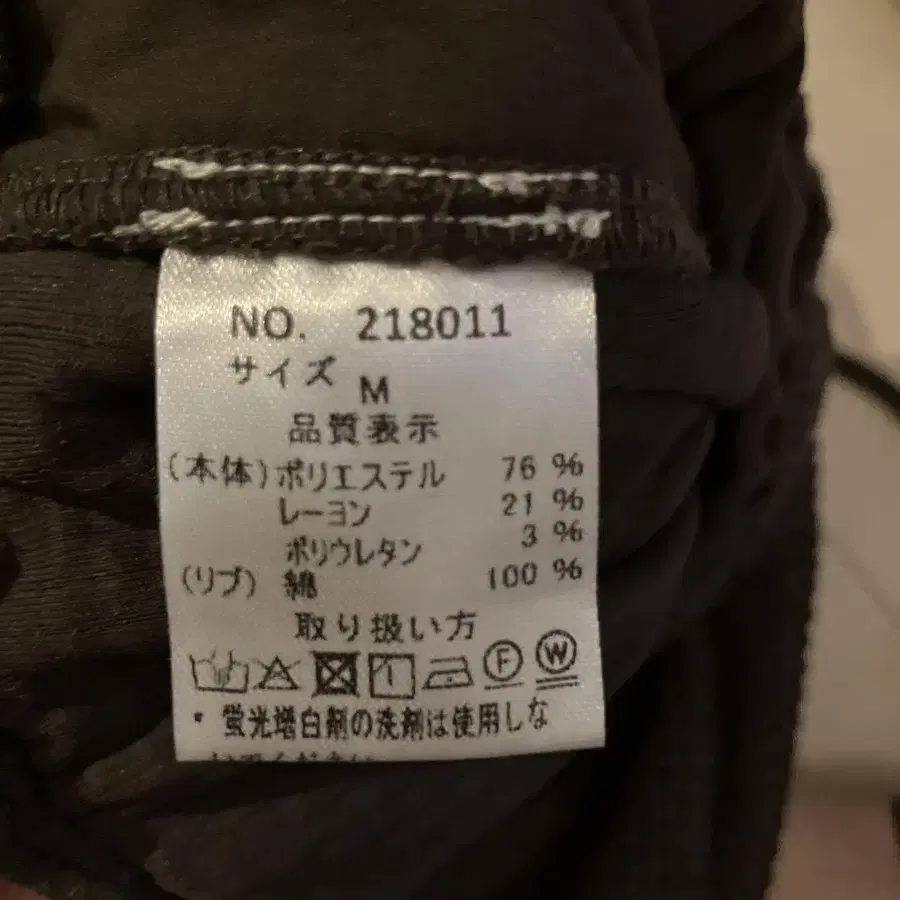 NO. 218011
サイズ M
品質表示
(本体)ポリエステル 76 %
レーヨン 21 %
ポリウレタン 3 %
(リブ) 綿 100 %
取り扱い方
F W
・蛍光増白剤の洗剤は使用しな